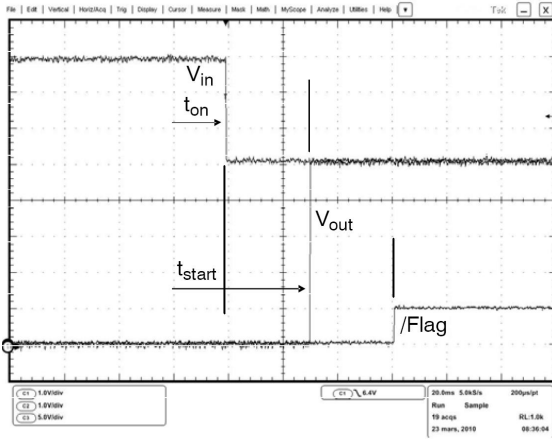 File | Edit | Vertical | Horiz/Acq | Trig | Display | Cursor | Measure | Mask | Math | MyScope | Analyze | Utilities | Help | Tek
Vin
ton
Vout
tstart
/Flag
C1 1.0V/div
C2 1.0V/div
C3 5.0V/div
C1 6.4V
20.0ms 5.0kS/s 200µs/pt
Run Sample
19 acqs RL:1.0k
23 mars, 2010 08:36:04